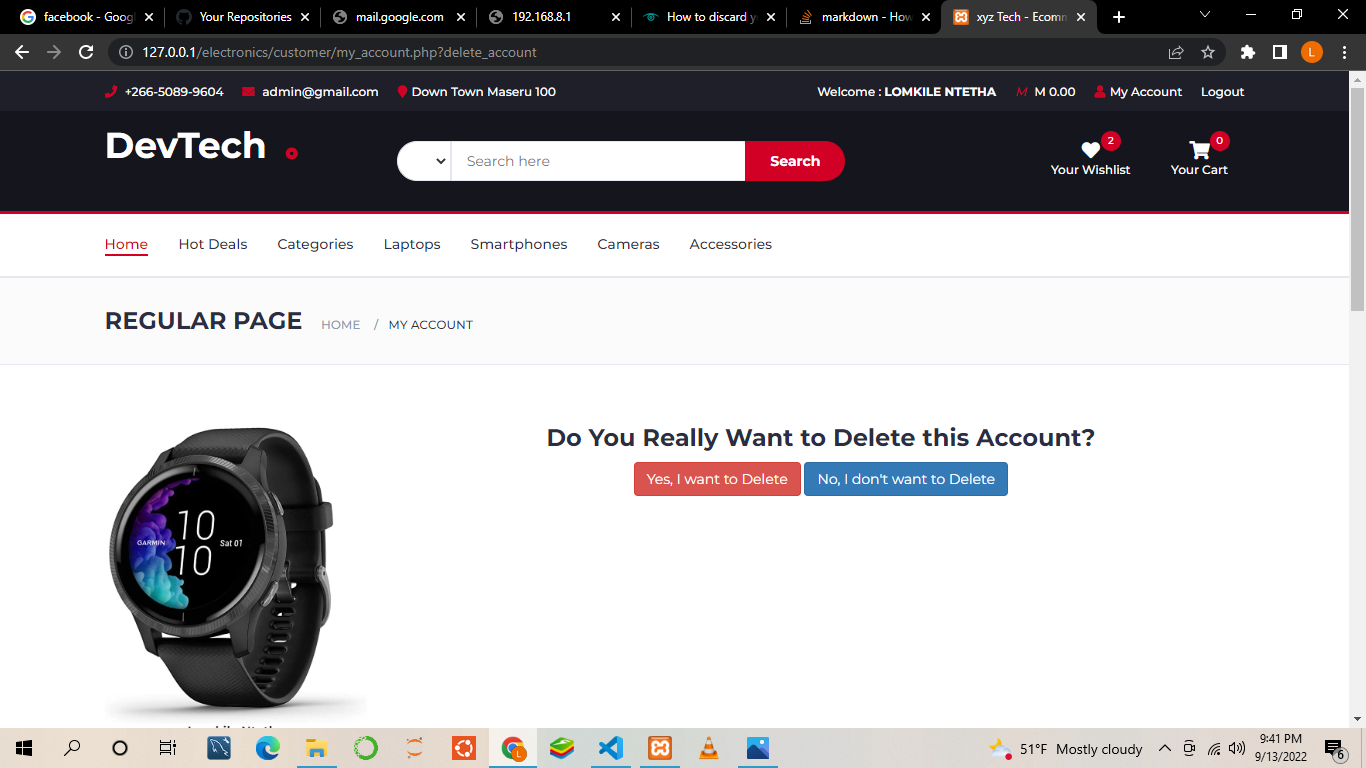 facebook - Goog
Your Repositories
mail.google.com
192.168.8.1
How to discard y
markdown - How
xyz Tech - Ecomm
127.0.0.1/electronics/customer/my_account.php?delete_account
L
+266-5089-9604 admin@gmail.com Down Town Maseru 100
Welcome : LOMKILE NTETHA M M 0.00 My Account Logout
DevTech
Search here
Search
2
Your Wishlist
0
Your Cart
Home Hot Deals Categories Laptops Smartphones Cameras Accessories
REGULAR PAGE HOME / MY ACCOUNT
Do You Really Want to Delete this Account?
Yes, I want to Delete No, I don't want to Delete
GARMIN
10
10
Sat 01
L
51°F Mostly cloudy
9:41 PM
9/13/2022
6